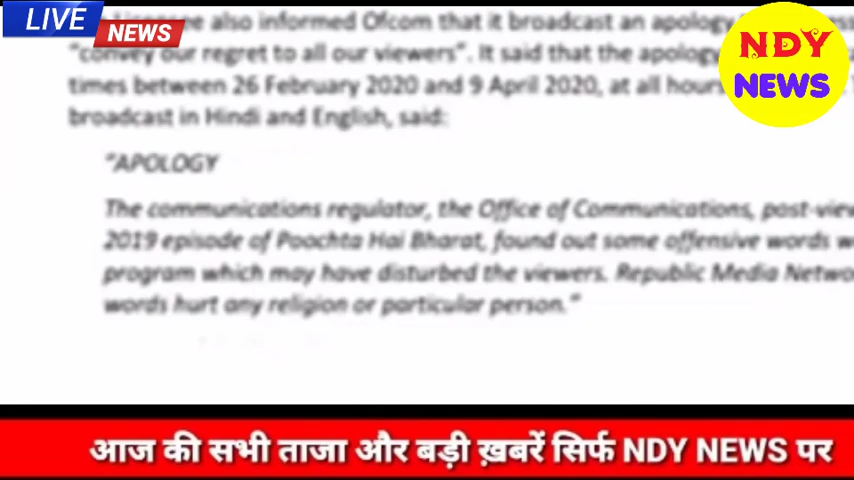 LIVE
NEWS
also informed Ofcom that it broadcast an apology
"convey our regret to all our viewers". It said that the apology
times between 26 February 2020 and 9 April 2020, at all hours
broadcast in Hindi and English, said:
"APOLOGY
The communications regulator, the Office of Communications, post-view
2019 episode of Poochta Hai Bharat, found out some offensive words w
program which may have disturbed the viewers. Republic Media Netwo
words hurt any religion or particular person."
NDY
NEWS
आज की सभी ताजा और बड़ी ख़बरें सिर्फ NDY NEWS पर